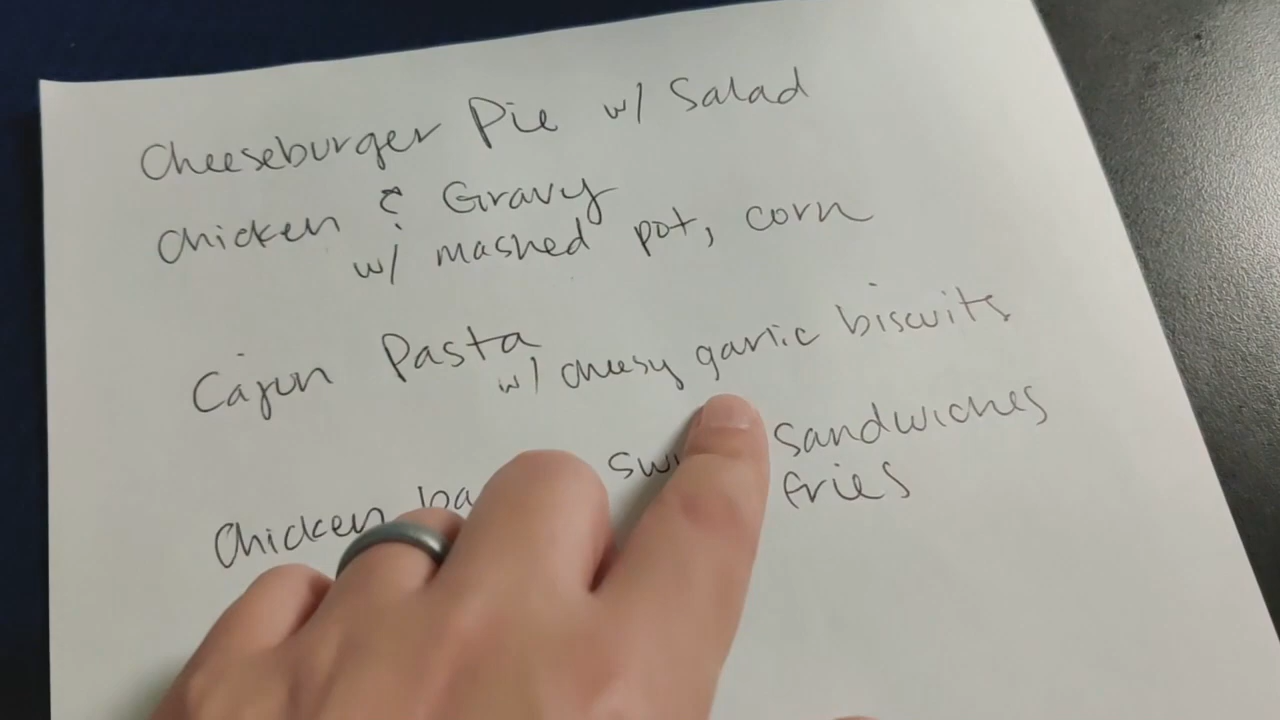 Cheeseburger Pie w/ Salad
Chicken & Gravy
w/ mashed pot, corn
Cajun Pasta
w/ cheesy garlic biscuits
Chicken sandwiches
fries